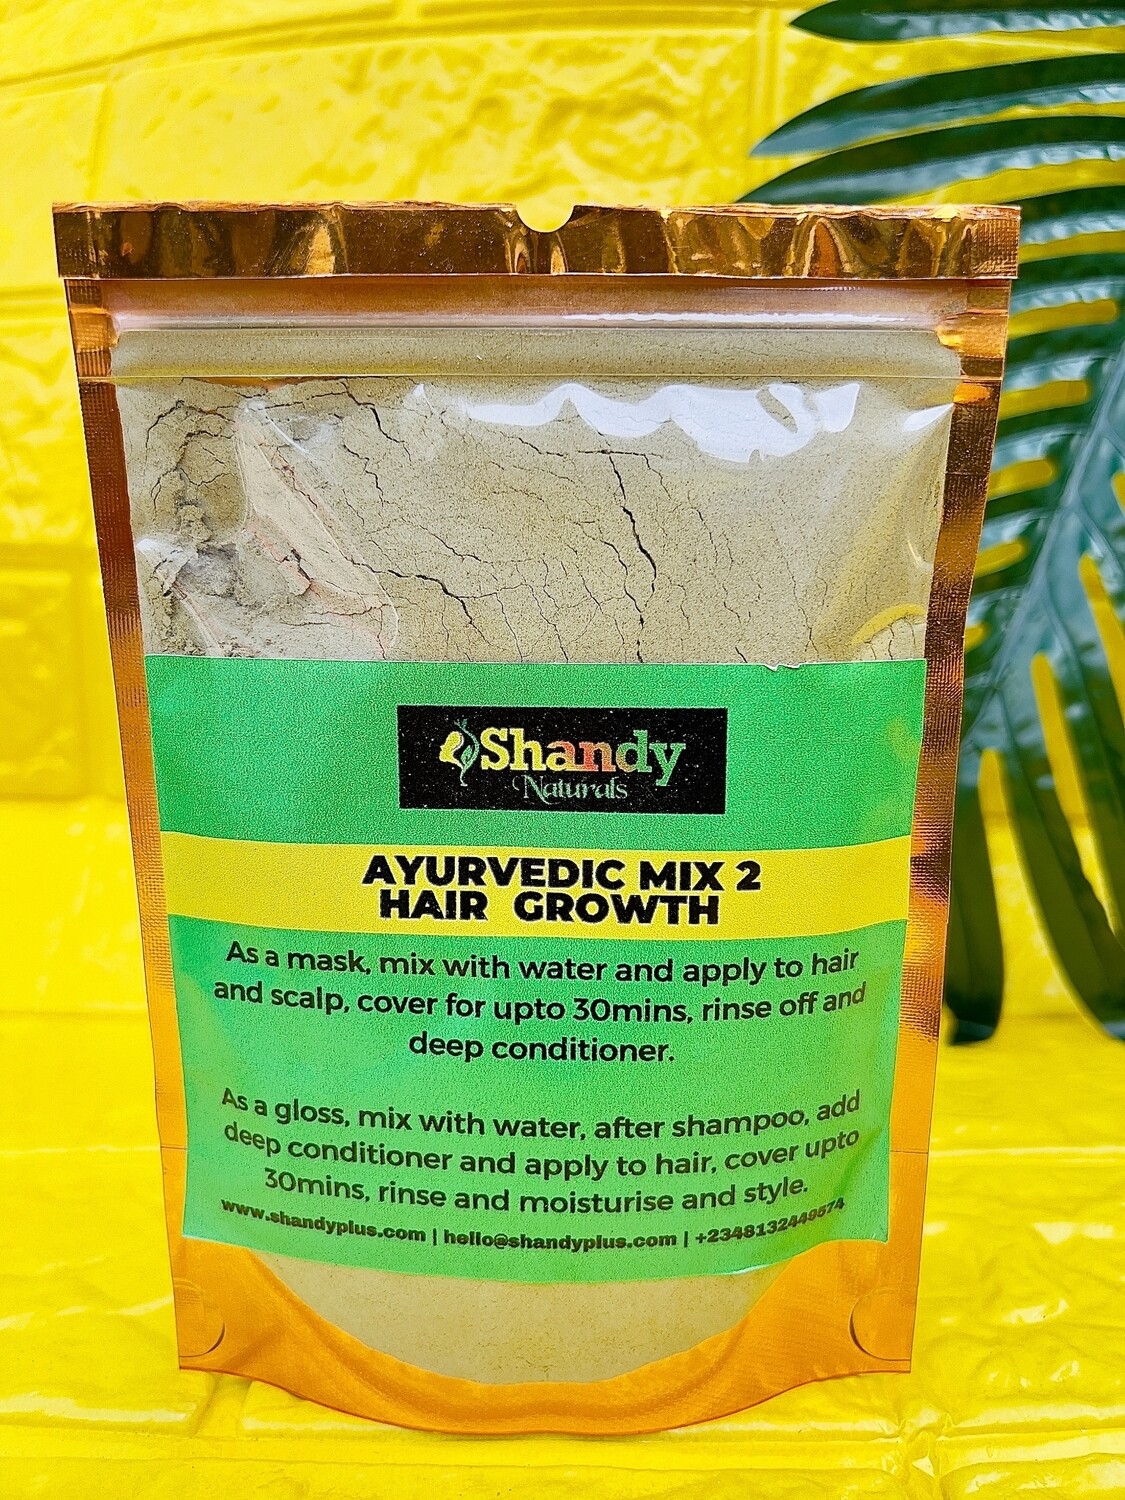 Shandy
Naturals
AYURVEDIC MIX 2
HAIR GROWTH
As a mask, mix with water and apply to hair
and scalp, cover for upto 30mins, rinse off and
deep conditioner.
As a gloss, mix with water, after shampoo, add
deep conditioner and apply to hair, cover upto
30mins, rinse and moisturise and style.
www.shandyplus.com | hello@shandyplus.com | +2348132449574